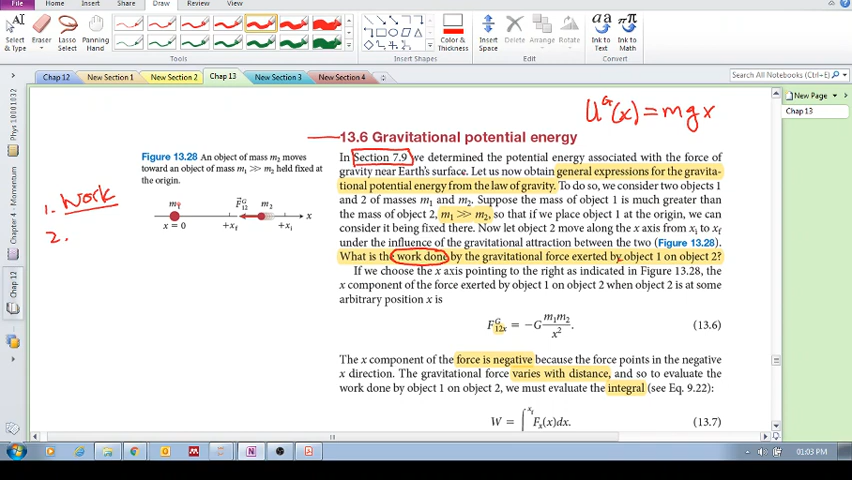 File
Home
Insert
Share
Draw
Review
View
Select & Type
Eraser
Lasso Select
Panning Hand
Color & Thickness
Insert Space
Delete
Arrange
Rotate
Ink to Text
Ink to Math
Tools
Insert Shapes
Edit
Convert
Chap 12
New Section 1
New Section 2
Chap 13
New Section 3
New Section 4
Search All Notebooks (Ctrl+E)
New Page
Chap 13
Phys 10001032
Chapter 4 - Momentum
U^G(x) = mgx
13.6 Gravitational potential energy
Figure 13.28 An object of mass m₂ moves
toward an object of mass m₁ ≫ m₂ held fixed at
the origin.
1. Work
2.
m₁
F⃗^G_12
m₂
x
x = 0
+x_f
+x_i
In Section 7.9 we determined the potential energy associated with the force of
gravity near Earth's surface. Let us now obtain general expressions for the gravita-
tional potential energy from the law of gravity. To do so, we consider two objects 1
and 2 of masses m₁ and m₂. Suppose the mass of object 1 is much greater than
the mass of object 2, m₁ ≫ m₂, so that if we place object 1 at the origin, we can
consider it being fixed there. Now let object 2 move along the x axis from x_i to x_f
under the influence of the gravitational attraction between the two (Figure 13.28).
What is the work done by the gravitational force exerted by object 1 on object 2?
If we choose the x axis pointing to the right as indicated in Figure 13.28, the
x component of the force exerted by object 1 on object 2 when object 2 is at some
arbitrary position x is
F^G_12x = −G m₁m₂/x². (13.6)
The x component of the force is negative because the force points in the negative
x direction. The gravitational force varies with distance, and so to evaluate the
work done by object 1 on object 2, we must evaluate the integral (see Eq. 9.22):
W = ∫^x_f F_x(x)dx. (13.7)
01:03 PM